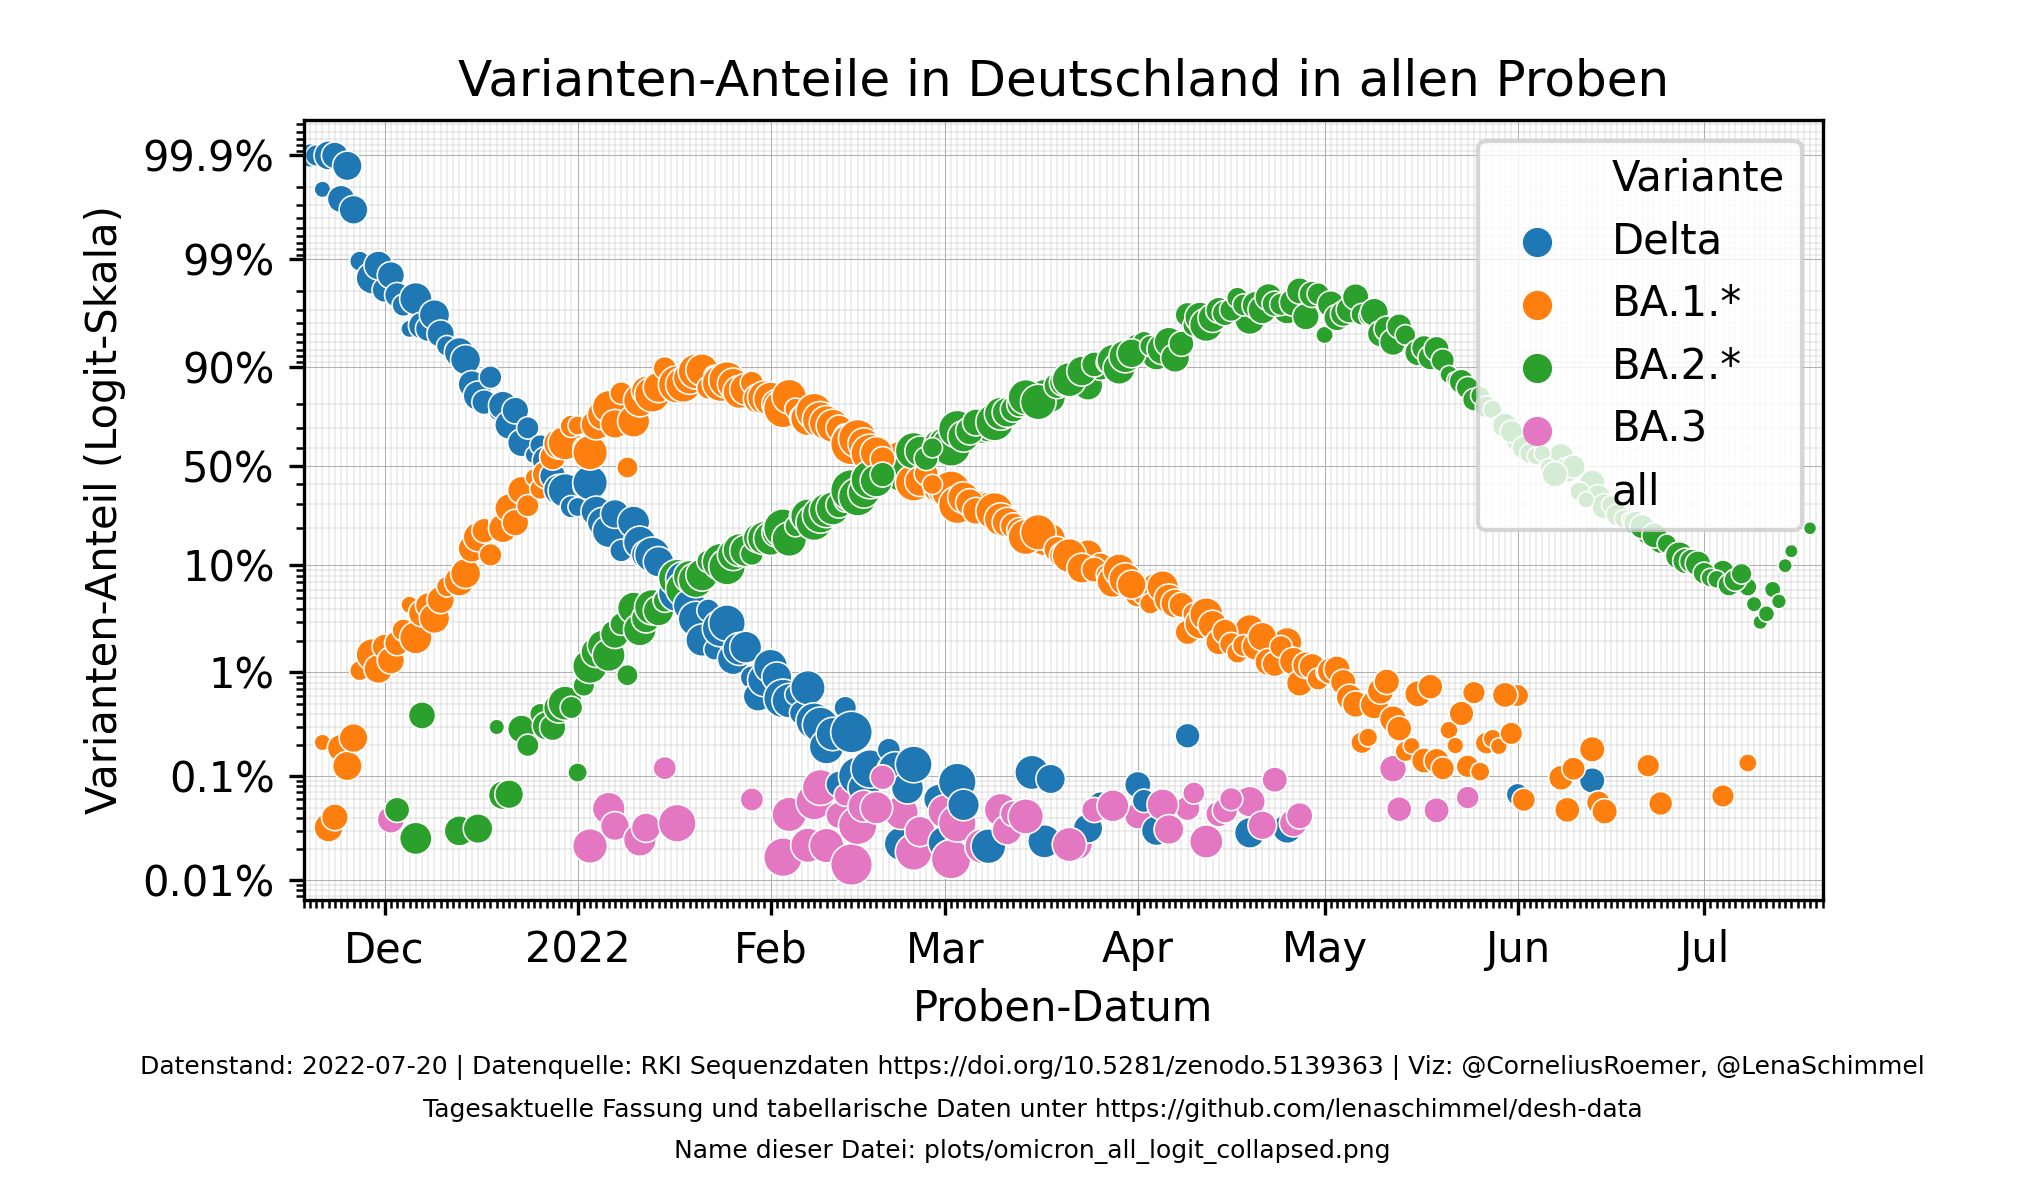 Varianten-Anteile in Deutschland in allen Proben
Varianten-Anteil (Logit-Skala)
99.9%
99%
90%
50%
10%
1%
0.1%
0.01%
Variante
Delta
BA.1.*
BA.2.*
BA.3
all
Dec 2022 Feb Mar Apr May Jun Jul
Proben-Datum
Datenstand: 2022-07-20 | Datenquelle: RKI Sequenzdaten https://doi.org/10.5281/zenodo.5139363 | Viz: @CorneliusRoemer, @LenaSchimmel
Tagesaktuelle Fassung und tabellarische Daten unter https://github.com/lenaschimmel/desh-data
Name dieser Datei: plots/omicron_all_logit_collapsed.png